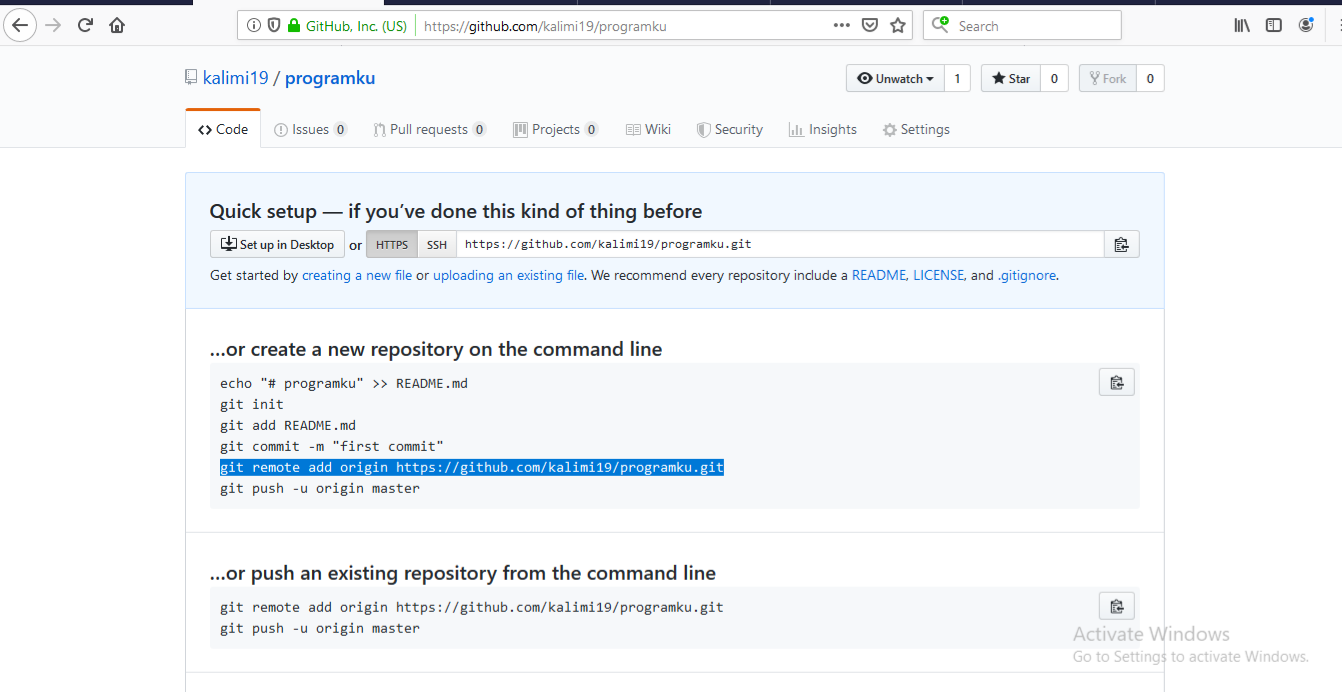 GitHub, Inc. (US) https://github.com/kalimi19/programku Search
kalimi19 / programku Unwatch 1 Star 0 Fork 0
Code Issues 0 Pull requests 0 Projects 0 Wiki Security Insights Settings
Quick setup — if you’ve done this kind of thing before
Set up in Desktop or HTTPS SSH https://github.com/kalimi19/programku.git
Get started by creating a new file or uploading an existing file. We recommend every repository include a README, LICENSE, and .gitignore.
…or create a new repository on the command line
echo "# programku" >> README.md
git init
git add README.md
git commit -m "first commit"
git remote add origin https://github.com/kalimi19/programku.git
git push -u origin master
…or push an existing repository from the command line
git remote add origin https://github.com/kalimi19/programku.git
git push -u origin master
Activate Windows
Go to Settings to activate Windows.